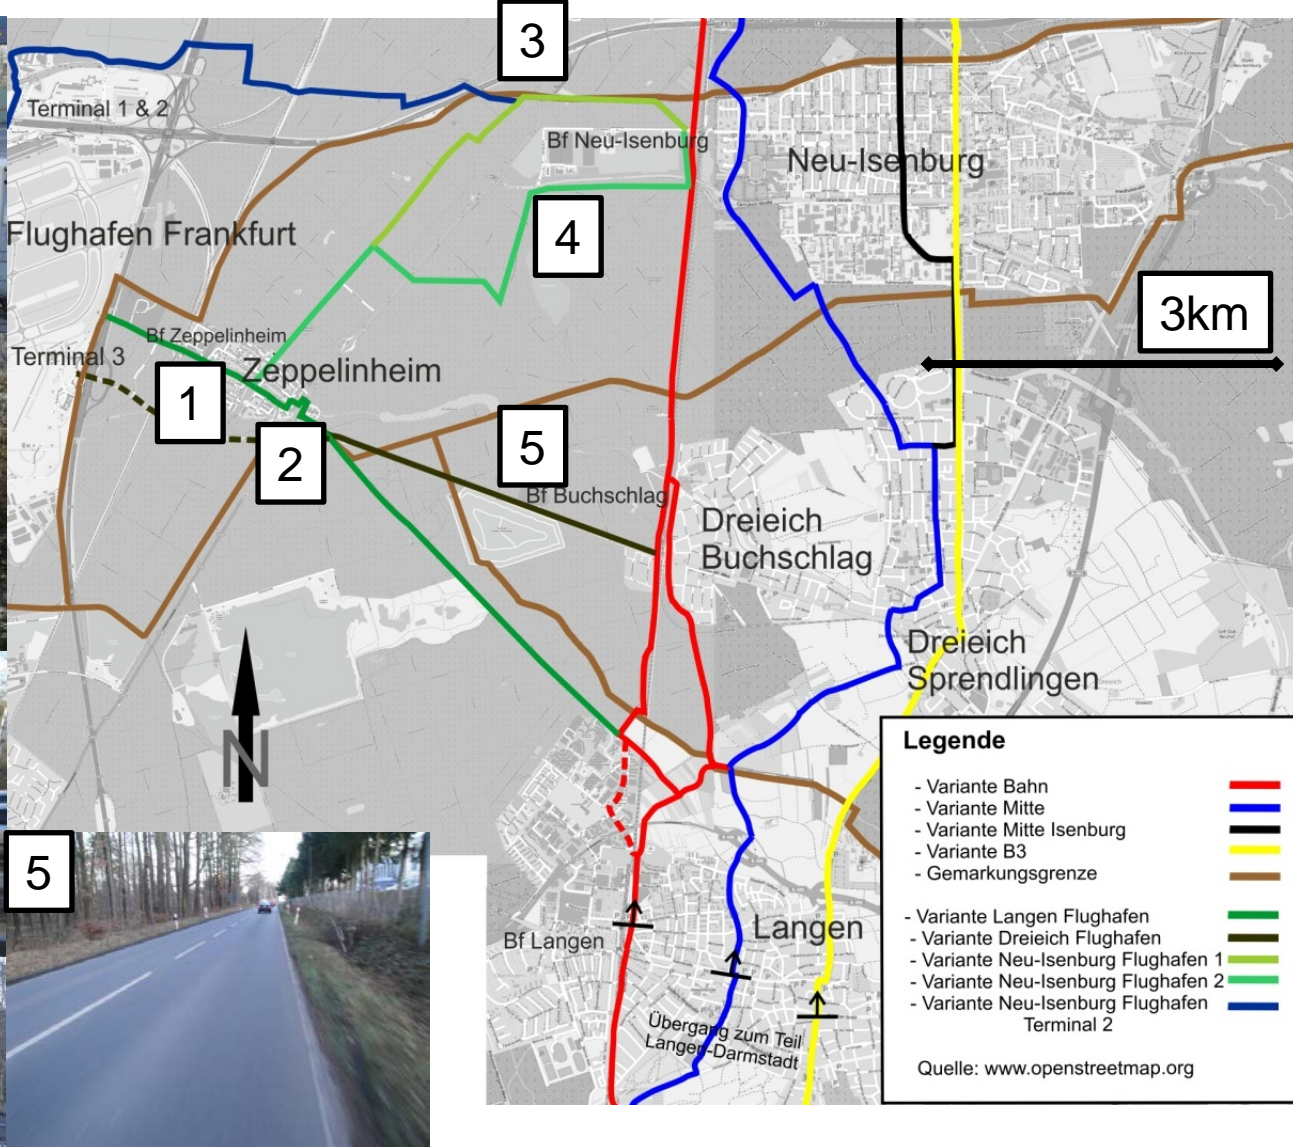 3
Terminal 1 & 2
Bf Neu-Isenburg
Neu-Isenburg
Flughafen Frankfurt
4
3km
Bf Zeppelinheim
Terminal 3
Zeppelinheim
1
2
5
Bf Buchschlag
Dreieich
Buchschlag
Dreieich
Sprendlingen
N
Legende
- Variante Bahn
- Variante Mitte
- Variante Mitte Isenburg
- Variante B3
- Gemarkungsgrenze
- Variante Langen Flughafen
- Variante Dreieich Flughafen
- Variante Neu-Isenburg Flughafen 1
- Variante Neu-Isenburg Flughafen 2
- Variante Neu-Isenburg Flughafen
Terminal 2
Quelle: www.openstreetmap.org
5
Bf Langen
Langen
Übergang zum Teil
Langen-Darmstadt